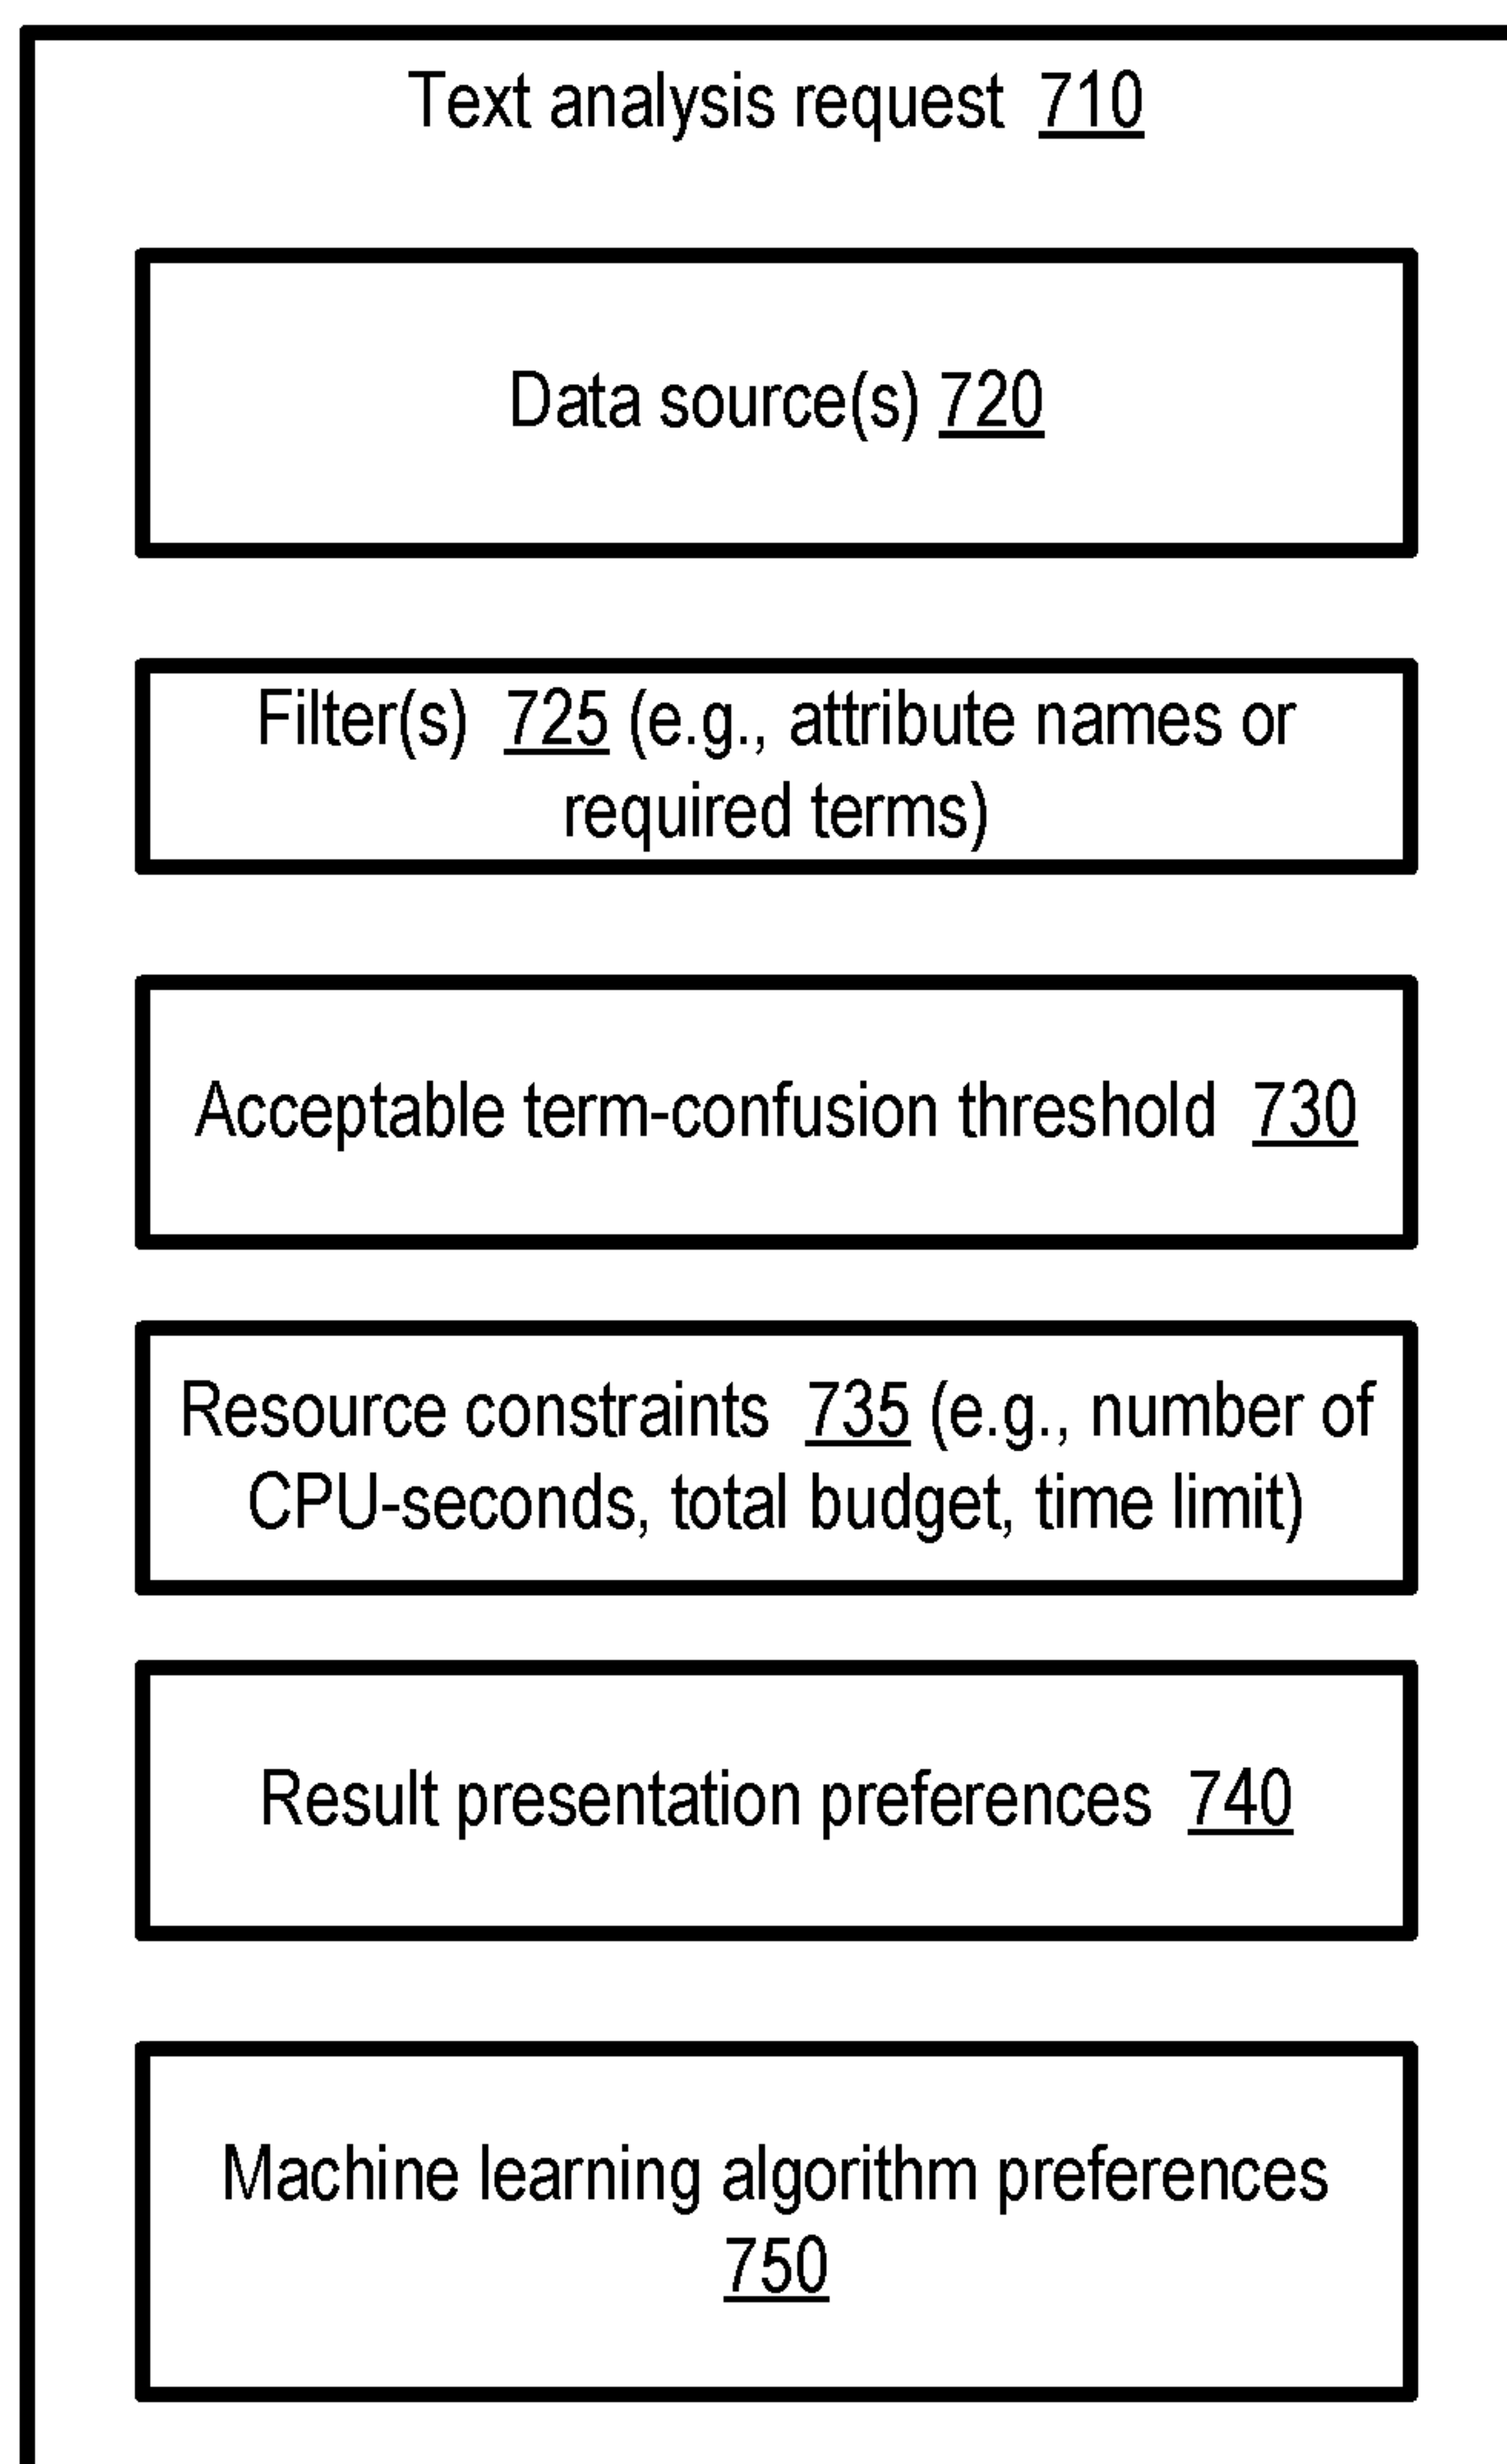 Text analysis request 710
Data source(s) 720
Filter(s) 725 (e.g., attribute names or
required terms)
Acceptable term-confusion threshold 730
Resource constraints 735 (e.g., number of
CPU-seconds, total budget, time limit)
Result presentation preferences 740
Machine learning algorithm preferences
750